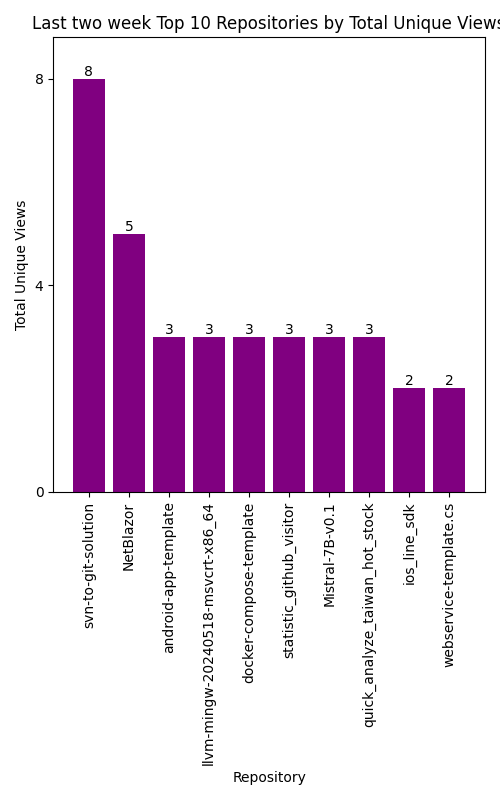 Last two week Top 10 Repositories by Total Unique Views
Total Unique Views
8
4
0
8
5
3
3
3
3
3
3
2
2
svn-to-git-solution
NetBlazor
android-app-template
llvm-mingw-20240518-msvcrt-x86_64
docker-compose-template
statistic_github_visitor
Mistral-7B-v0.1
quick_analyze_taiwan_hot_stock
ios_line_sdk
webservice-template.cs
Repository